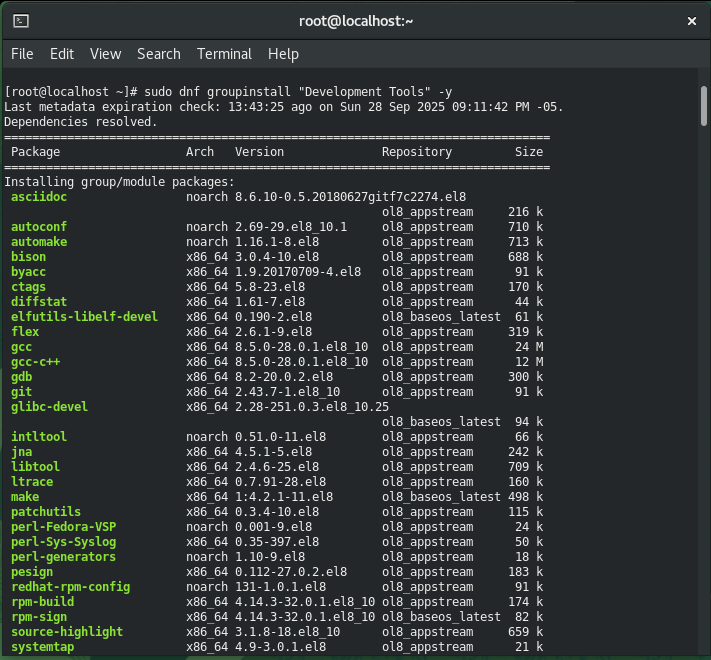 root@localhost:~
File Edit View Search Terminal Help
[root@localhost ~]# sudo dnf groupinstall "Development Tools" -y
Last metadata expiration check: 13:43:25 ago on Sun 28 Sep 2025 09:11:42 PM -05.
Dependencies resolved.
================================================================================
Package Arch Version Repository Size
================================================================================
Installing group/module packages:
asciidoc noarch 8.6.10-0.5.20180627gitf7c2274.el8
ol8_appstream 216 k
autoconf noarch 2.69-29.el8_10.1 ol8_appstream 710 k
automake noarch 1.16.1-8.el8 ol8_appstream 713 k
bison x86_64 3.0.4-10.el8 ol8_appstream 688 k
byacc x86_64 1.9.20170709-4.el8 ol8_appstream 91 k
ctags x86_64 5.8-23.el8 ol8_appstream 170 k
diffstat x86_64 1.61-7.el8 ol8_appstream 44 k
elfutils-libelf-devel x86_64 0.190-2.el8 ol8_baseos_latest 61 k
flex x86_64 2.6.1-9.el8 ol8_appstream 319 k
gcc x86_64 8.5.0-28.0.1.el8_10 ol8_appstream 24 M
gcc-c++ x86_64 8.5.0-28.0.1.el8_10 ol8_appstream 12 M
gdb x86_64 8.2-20.0.2.el8 ol8_appstream 300 k
git x86_64 2.43.7-1.el8_10 ol8_appstream 91 k
glibc-devel x86_64 2.28-251.0.3.el8_10.25
ol8_baseos_latest 94 k
intltool noarch 0.51.0-11.el8 ol8_appstream 66 k
jna x86_64 4.5.1-5.el8 ol8_appstream 242 k
libtool x86_64 2.4.6-25.el8 ol8_appstream 709 k
ltrace x86_64 0.7.91-28.el8 ol8_appstream 160 k
make x86_64 1:4.2.1-11.el8 ol8_baseos_latest 498 k
patchutils x86_64 0.3.4-10.el8 ol8_appstream 115 k
perl-Fedora-VSP noarch 0.001-9.el8 ol8_appstream 24 k
perl-Sys-Syslog x86_64 0.35-397.el8 ol8_appstream 50 k
perl-generators noarch 1.10-9.el8 ol8_appstream 18 k
pesign x86_64 0.112-27.0.2.el8 ol8_appstream 183 k
redhat-rpm-config noarch 131-1.0.1.el8 ol8_appstream 91 k
rpm-build x86_64 4.14.3-32.0.1.el8_10 ol8_appstream 174 k
rpm-sign x86_64 4.14.3-32.0.1.el8_10 ol8_baseos_latest 82 k
source-highlight x86_64 3.1.8-18.el8_10 ol8_appstream 659 k
systemtap x86_64 4.9-3.0.1.el8 ol8_appstream 21 k